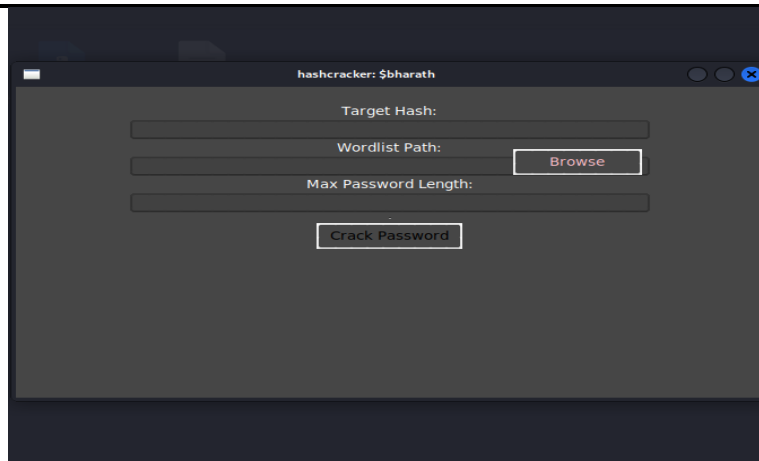 hashcracker: $bharath
Target Hash:
Wordlist Path:
Browse
Max Password Length:
Crack Password